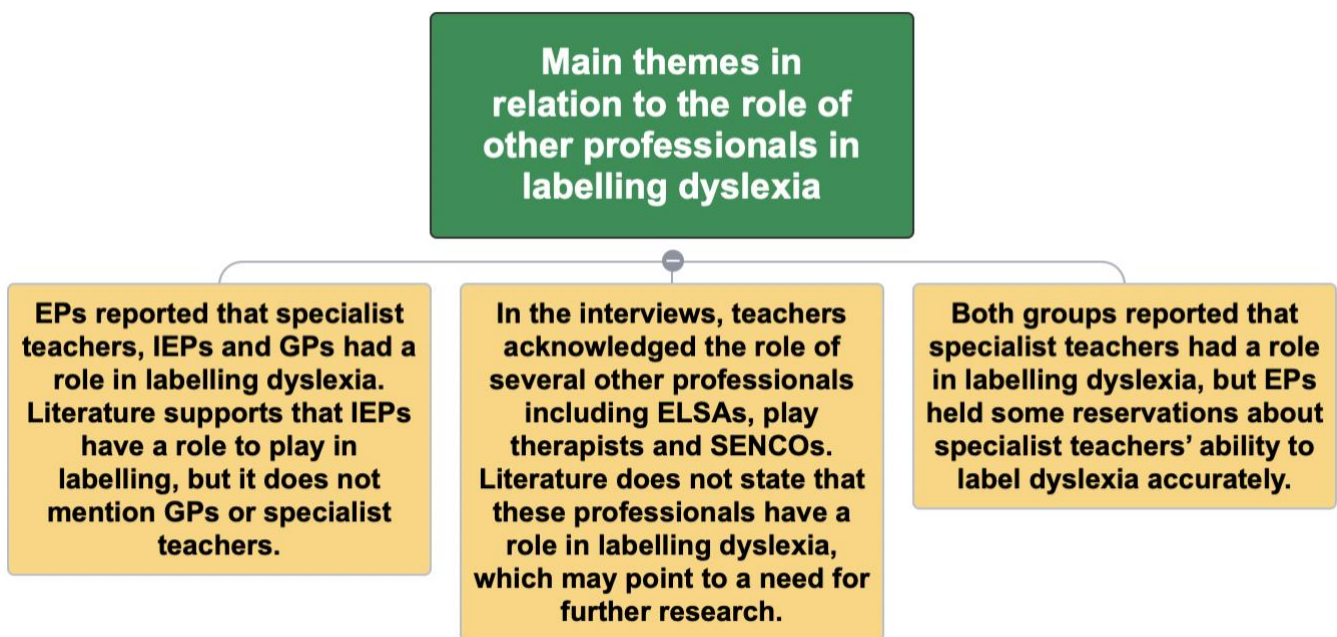 Main themes in
relation to the role of
other professionals in
labelling dyslexia
EPs reported that specialist
teachers, IEPs and GPs had a
role in labelling dyslexia.
Literature supports that IEPs
have a role to play in
labelling, but it does not
mention GPs or specialist
teachers.
In the interviews, teachers
acknowledged the role of
several other professionals
including ELSAs, play
therapists and SENCOs.
Literature does not state that
these professionals have a
role in labelling dyslexia,
which may point to a need for
further research.
Both groups reported that
specialist teachers had a role
in labelling dyslexia, but EPs
held some reservations about
specialist teachers’ ability to
label dyslexia accurately.